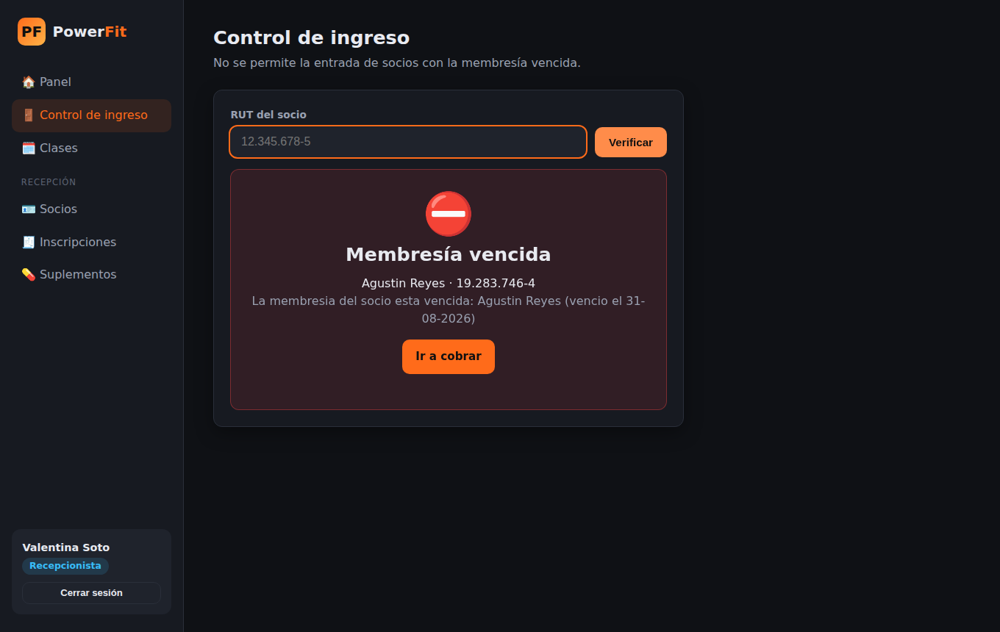 PF PowerFit
Panel
Control de ingreso
Clases
RECEPCIÓN
Socios
Inscripciones
Suplementos
Valentina Soto
Recepcionista
Cerrar sesión
Control de ingreso
No se permite la entrada de socios con la membresía vencida.
RUT del socio
12.345.678-5
Verificar
Membresía vencida
Agustin Reyes · 19.283.746-4
La membresia del socio esta vencida: Agustin Reyes (vencio el 31-
08-2026)
Ir a cobrar